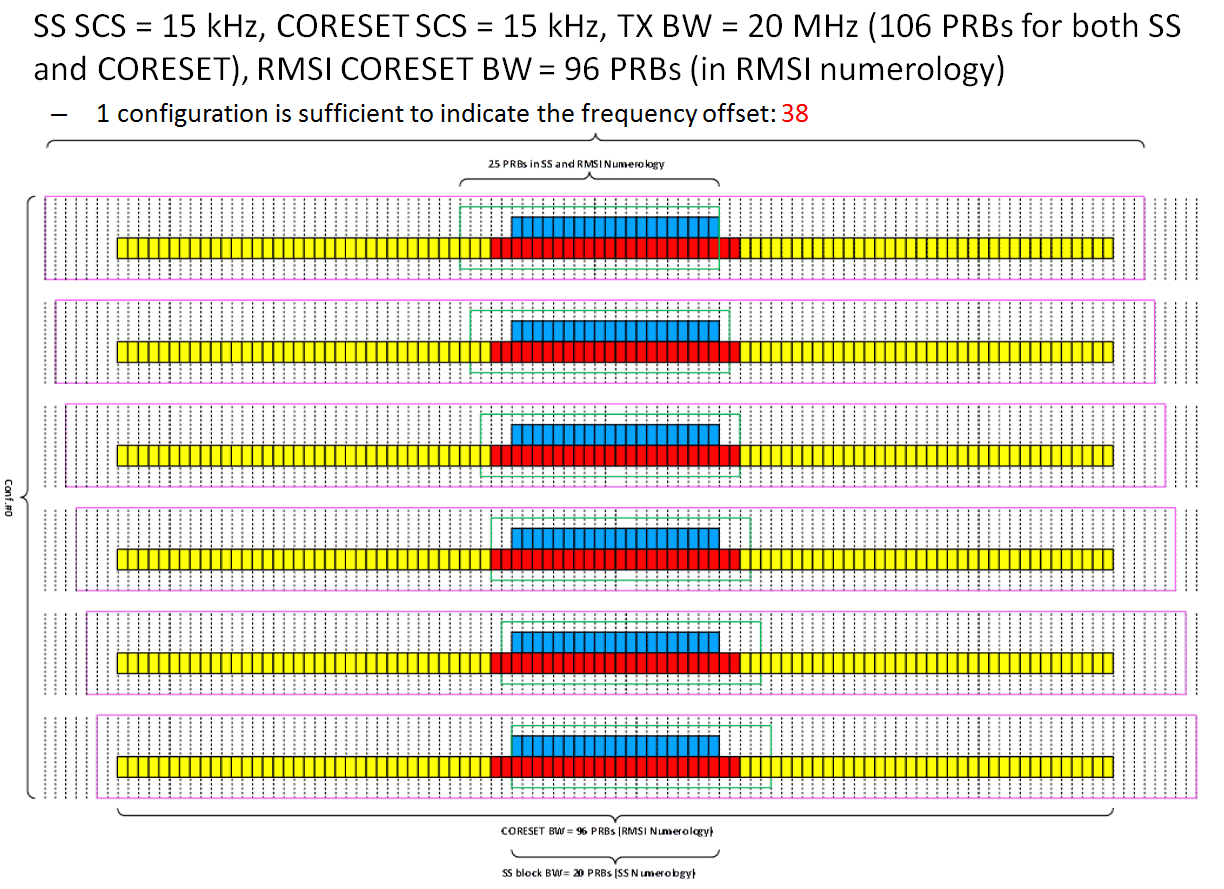 SS SCS = 15 kHz, CORESET SCS = 15 kHz, TX BW = 20 MHz (106 PRBs for both SS
and CORESET), RMSI CORESET BW = 96 PRBs (in RMSI numerology)
– 1 configuration is sufficient to indicate the frequency offset: 38
25 PRBs in SS and RMSI Numerology
Conf.#0
CORESET BW = 96 PRBs (RMSI Numerology)
SS block BW= 20 PRBs (SS Numerology)